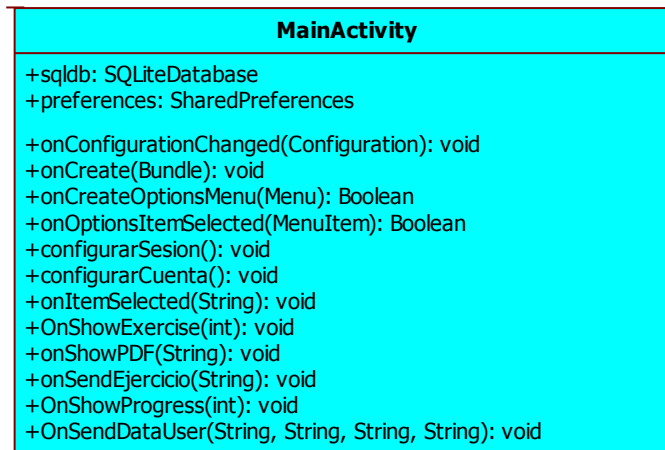 MainActivity
+sqldb: SQLiteDatabase
+preferences: SharedPreferences
+onConfigurationChanged(Configuration): void
+onCreate(Bundle): void
+onCreateOptionsMenu(Menu): Boolean
+onOptionsItemSelected(MenuItem): Boolean
+configurarSesion(): void
+configurarCuenta(): void
+onItemSelected(String): void
+OnShowExercise(int): void
+onShowPDF(String): void
+onSendEjercicio(String): void
+OnShowProgress(int): void
+OnSendDataUser(String, String, String, String): void